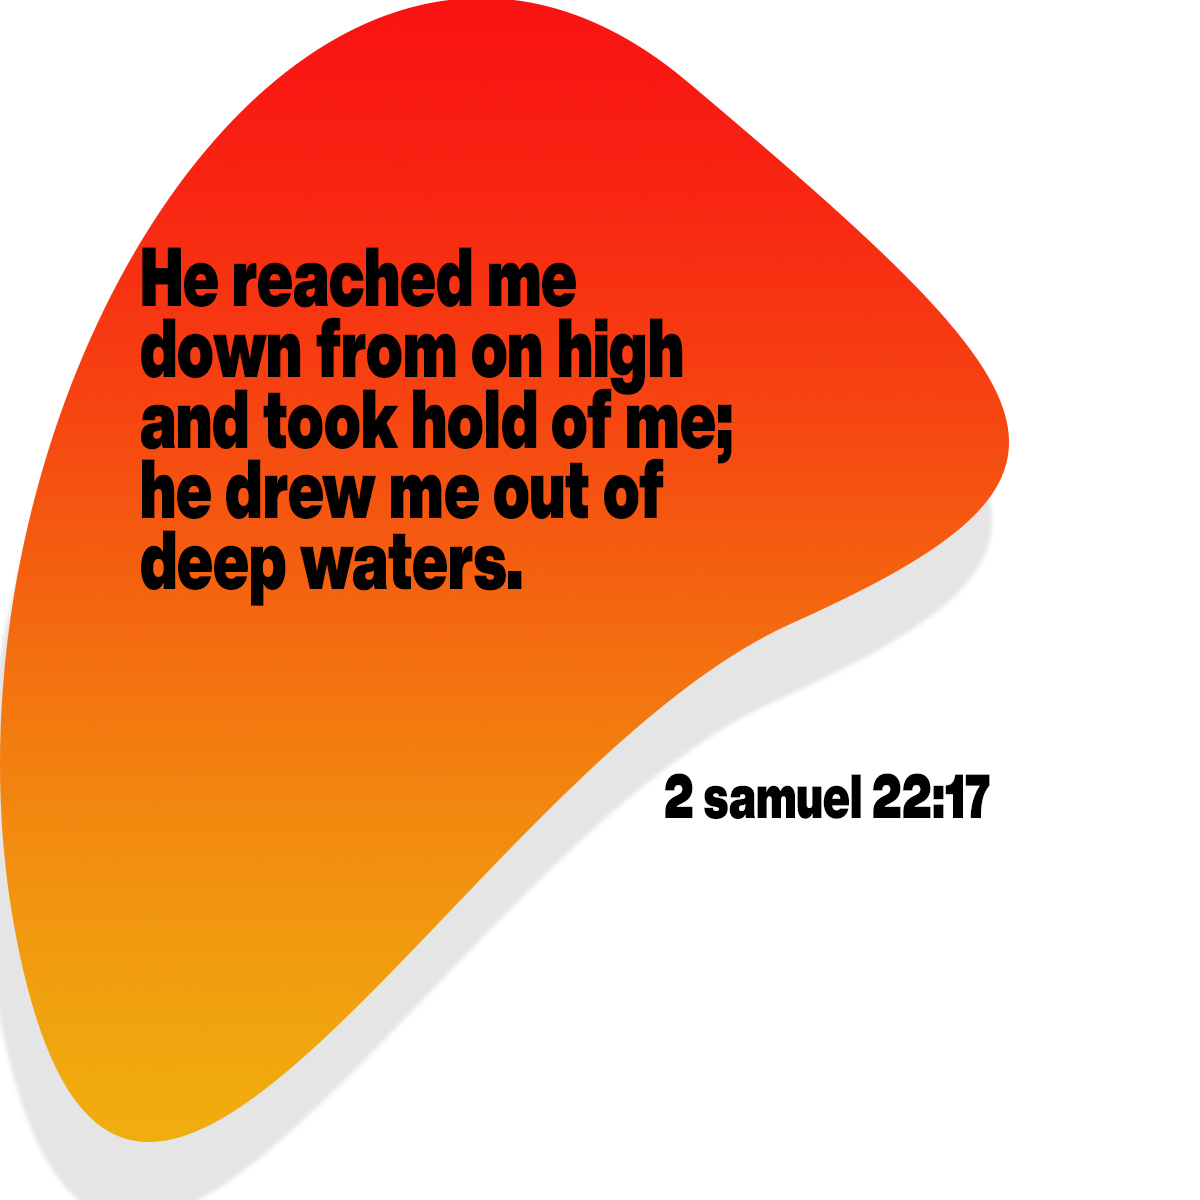 He reached me
down from on high
and took hold of me;
he drew me out of
deep waters.
2 samuel 22:17